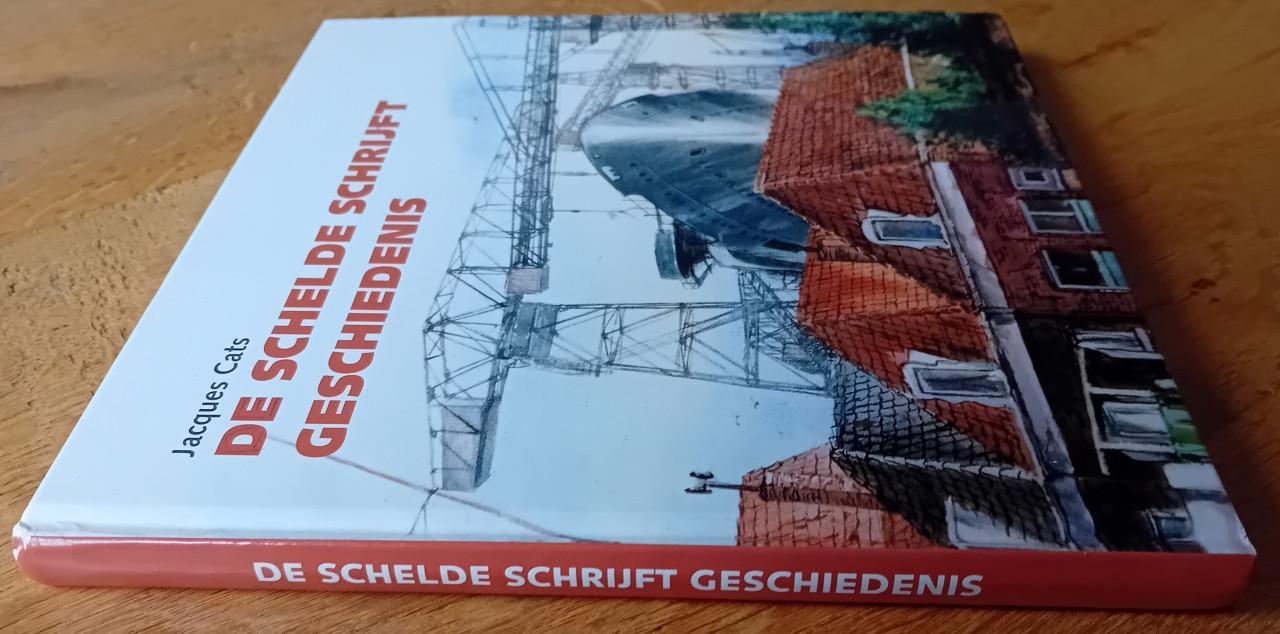 Jacques Cats
DE SCHELDE SCHRIJFT
GESCHIEDENIS
DE SCHELDE SCHRIJFT GESCHIEDENIS